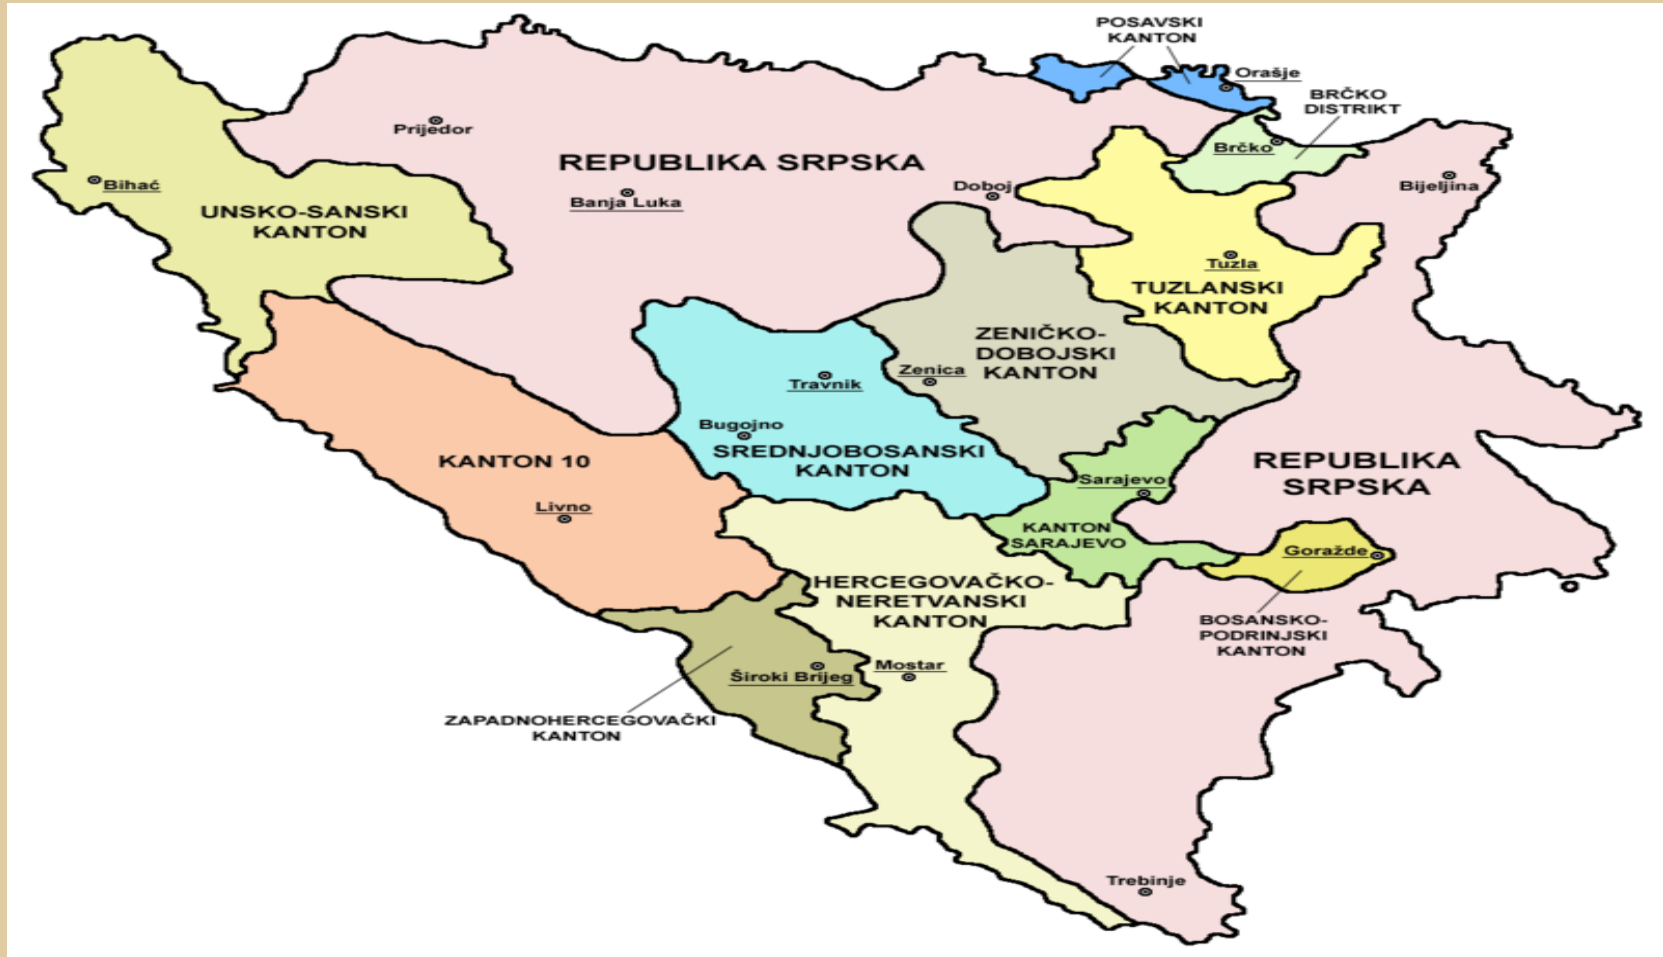 POSAVSKI
KANTON
Orašje
BRČKO
DISTRIKT
Prijedor
Brčko
REPUBLIKA SRPSKA
Bihać
Banja Luka
Doboj
Bijeljina
UNSKO-SANSKI
KANTON
Tuzla
TUZLANSKI
KANTON
ZENIČKO-
DOBOJSKI
KANTON
Zenica
Travnik
Bugojno
SREDNJOBOSANSKI
KANTON
KANTON 10
Livno
REPUBLIKA
SRPSKA
Sarajevo
KANTON
SARAJEVO
Goražde
HERCEGOVAČKO-
NERETVANSKI
KANTON
BOSANSKO-
PODRINJSKI
KANTON
Široki Brijeg
Mostar
ZAPADNOHERCEGOVAČKI
KANTON
Trebinje